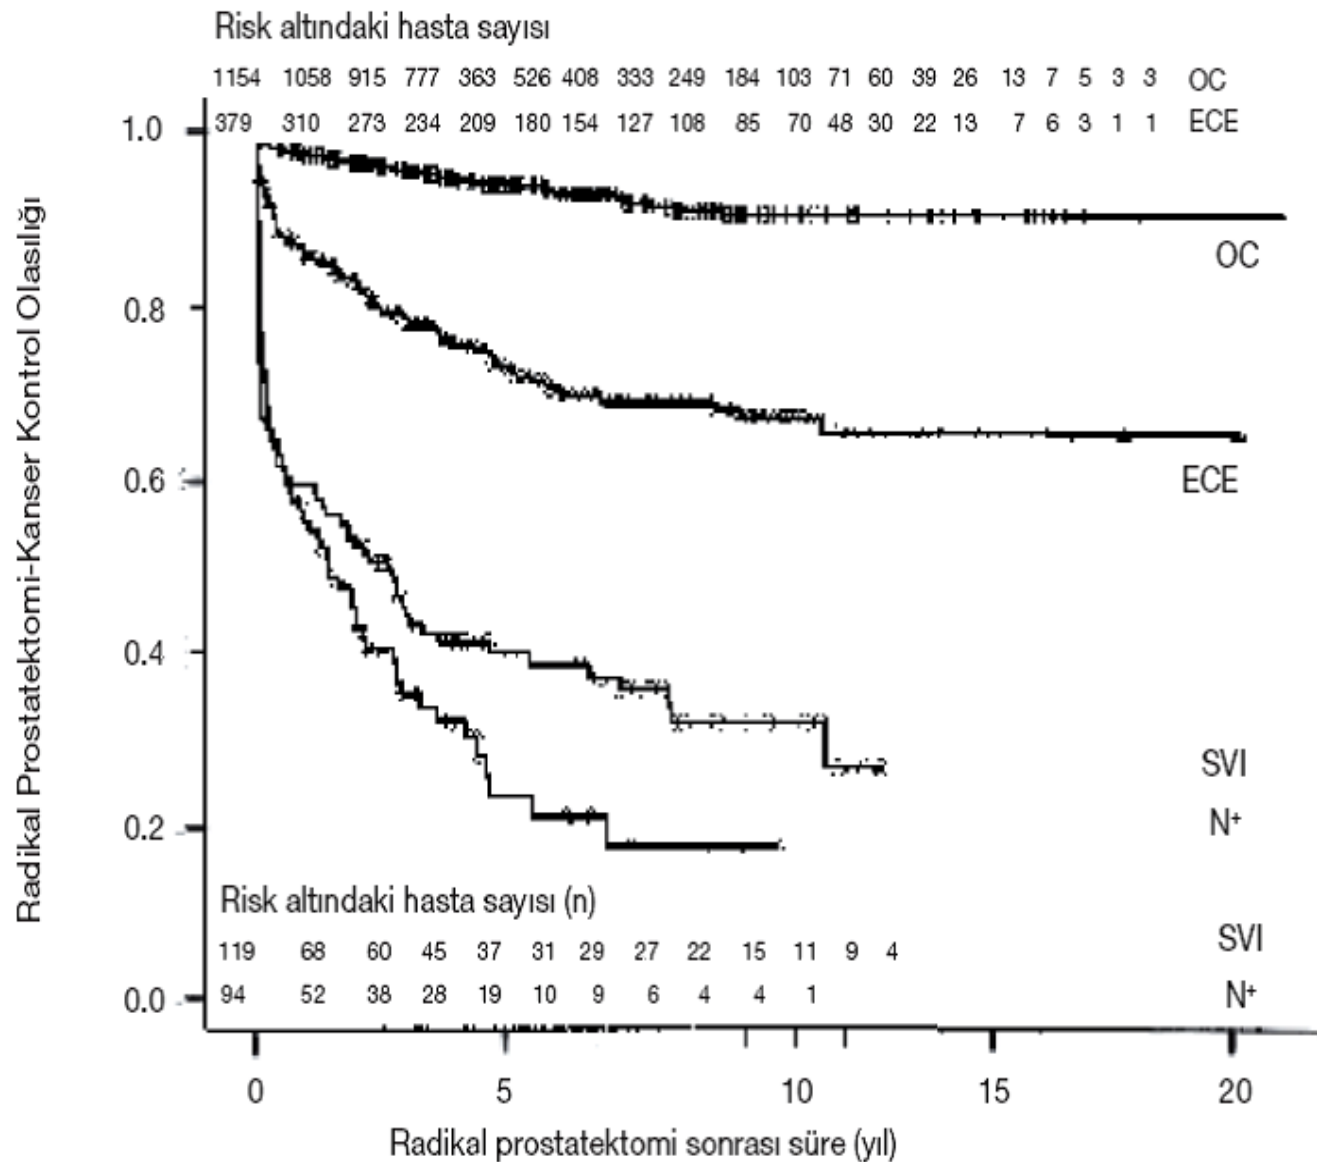 Risk altındaki hasta sayısı
1154 1058 915 777 363 526 408 333 249 184 103 71 60 39 26 13 7 5 3 3 OC
379 310 273 234 209 180 154 127 108 85 70 48 30 22 13 7 6 3 1 1 ECE
Radikal Prostatektomi-Kanser Kontrol Olasılığı
1.0
0.8
0.6
0.4
0.2
0.0
OC
ECE
SVI
N+
Risk altındaki hasta sayısı (n)
119 68 60 45 37 31 29 27 22 15 11 9 4 SVI
94 52 38 28 19 10 9 6 4 4 1 N+
0 5 10 15 20
Radikal prostatektomi sonrası süre (yıl)